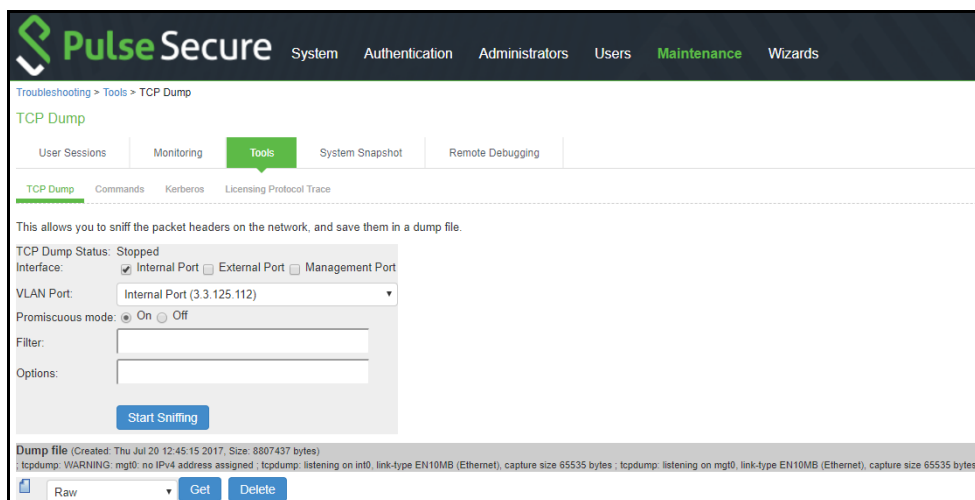 Pulse Secure System Authentication Administrators Users Maintenance Wizards
Troubleshooting > Tools > TCP Dump
TCP Dump
User Sessions Monitoring Tools System Snapshot Remote Debugging
TCP Dump Commands Kerberos Licensing Protocol Trace
This allows you to sniff the packet headers on the network, and save them in a dump file.
TCP Dump Status: Stopped
Interface: Internal Port External Port Management Port
VLAN Port: Internal Port (3.3.125.112)
Promiscuous mode: On Off
Filter:
Options:
Start Sniffing
Dump file (Created: Thu Jul 20 12:45:15 2017, Size: 8807437 bytes)
; tcpdump: WARNING: mgt0: no IPv4 address assigned ; tcpdump: listening on int0, link-type EN10MB (Ethernet), capture size 65535 bytes ; tcpdump: listening on mgt0, link-type EN10MB (Ethernet), capture size 65535 bytes
Raw Get Delete